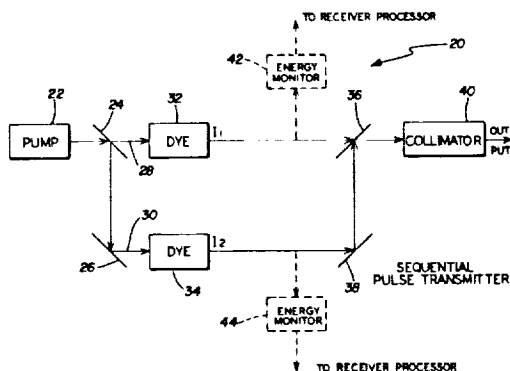 TO RECEIVER PROCESSOR
20
42
ENERGY
MONITOR
22
24
32
36
40
PUMP
DYE
I1
COLLIMATOR
OUT
PUT
28
30
26
DYE
I2
34
38
SEQUENTIAL
PULSE TRANSMITTER
44
ENERGY
MONITOR
TO RECEIVER PROCESSOR